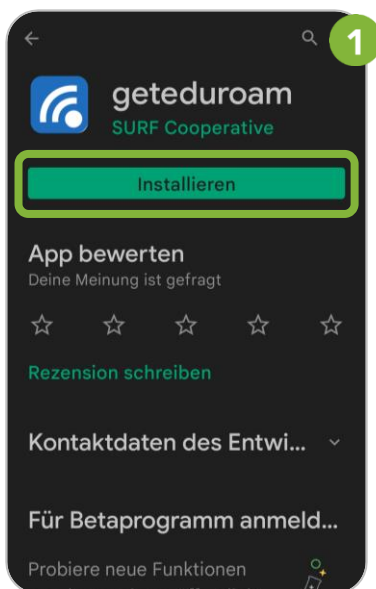 1
geteduroam
SURF Cooperative
Installieren
App bewerten
Deine Meinung ist gefragt
Rezension schreiben
Kontaktdaten des Entwi...
Für Betaprogramm anmeld...
Probiere neue Funktionen